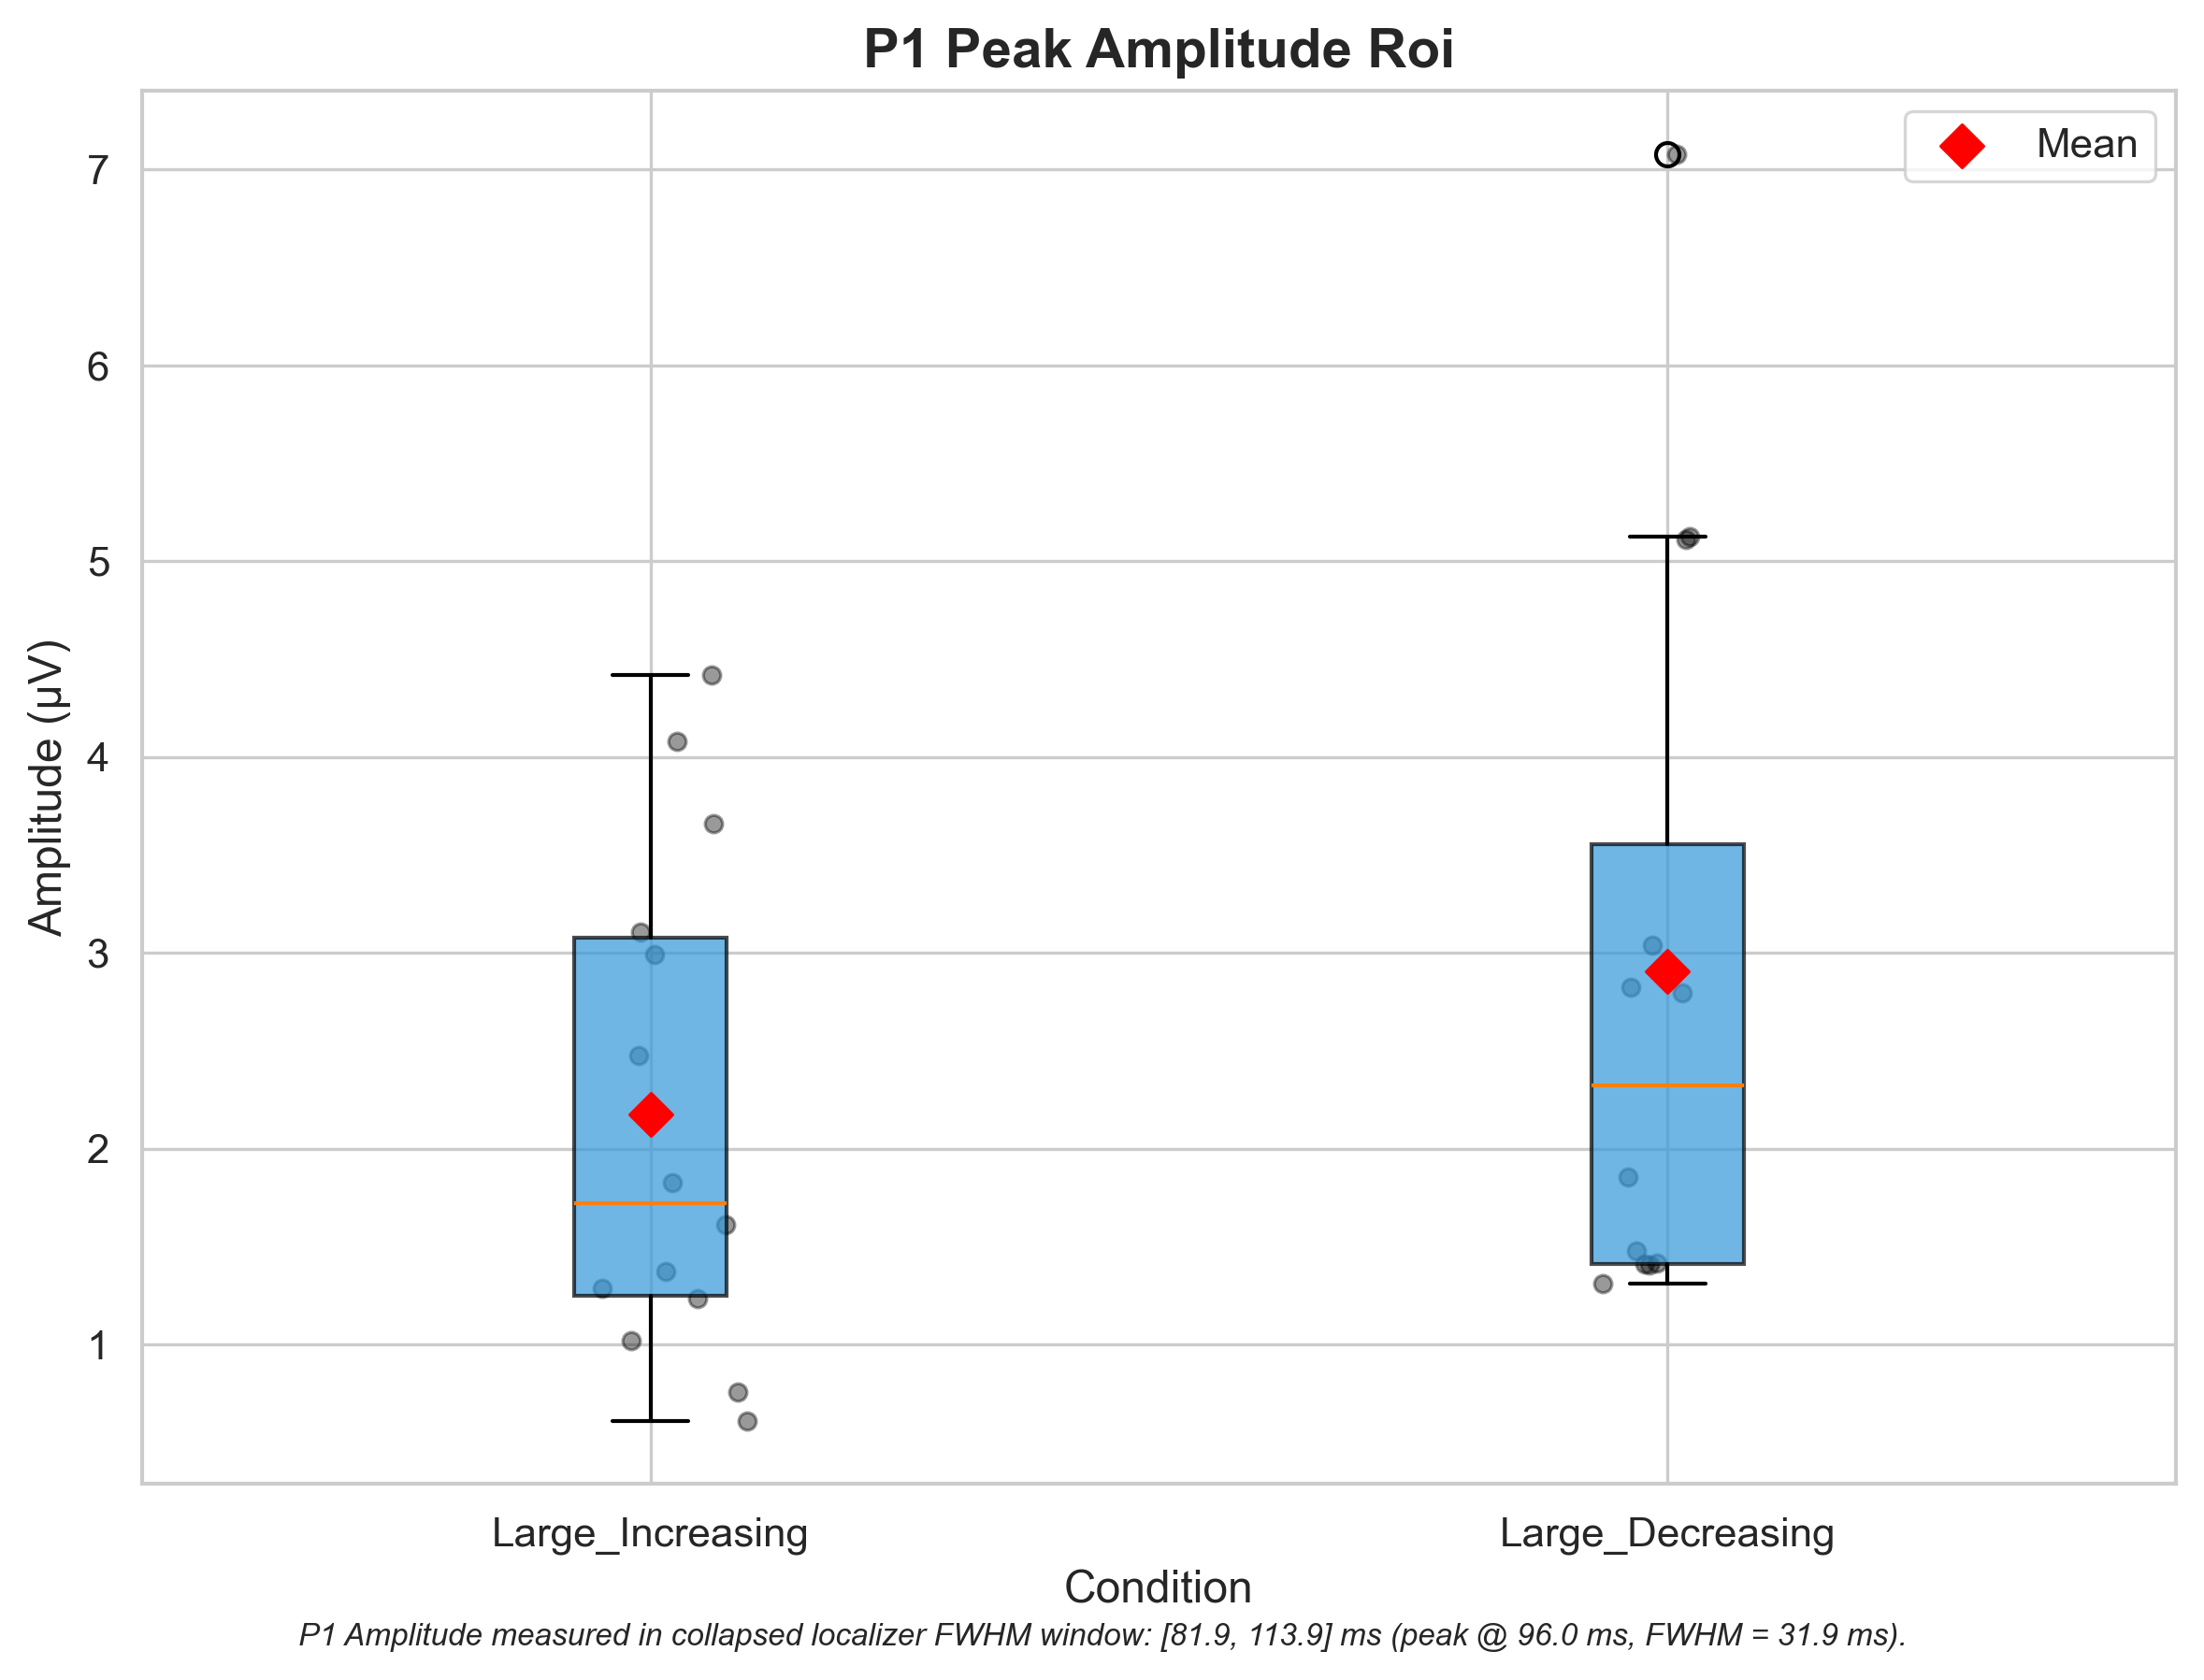 P1 Peak Amplitude Roi
Mean
7
6
5
4
3
2
1
Amplitude (µV)
Large_Increasing
Large_Decreasing
Condition
P1 Amplitude measured in collapsed localizer FWHM window: [81.9, 113.9] ms (peak @ 96.0 ms, FWHM = 31.9 ms).